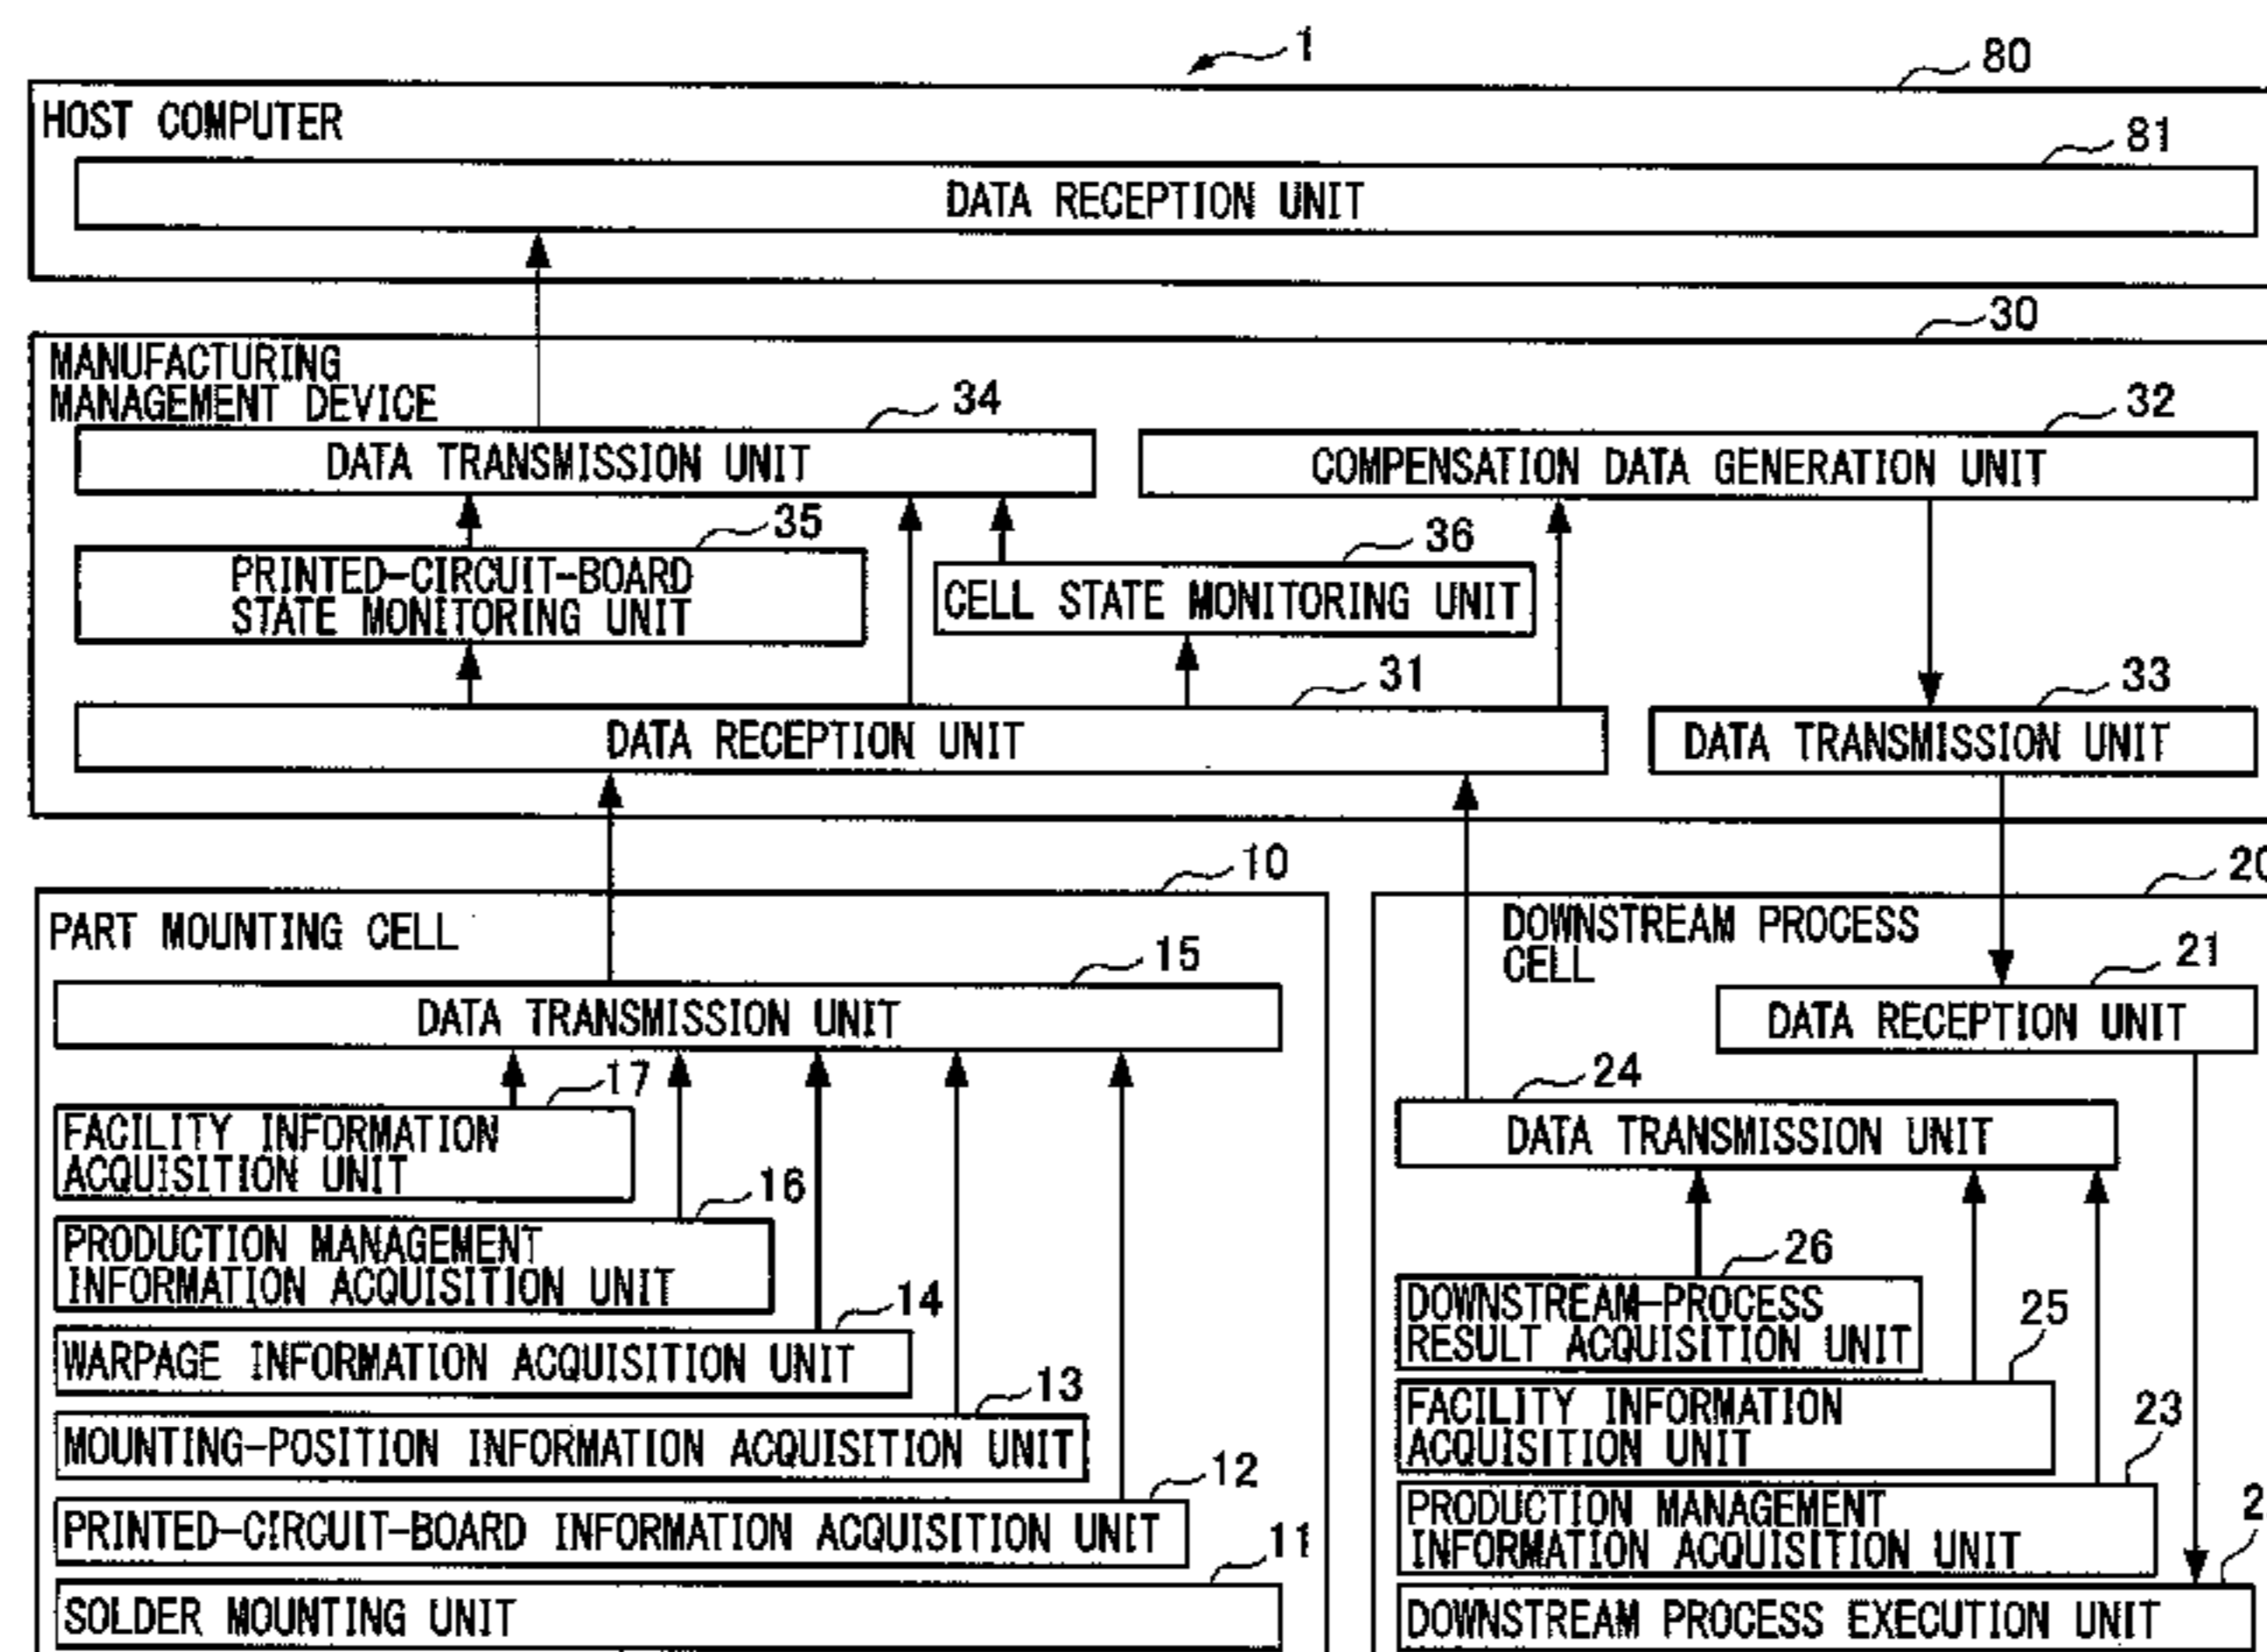 1
80
HOST COMPUTER
81
DATA RECEPTION UNIT
30
MANUFACTURING
MANAGEMENT DEVICE
34
32
DATA TRANSMISSION UNIT
COMPENSATION DATA GENERATION UNIT
35
36
PRINTED-CIRCUIT-BOARD
STATE MONITORING UNIT
CELL STATE MONITORING UNIT
31
33
DATA RECEPTION UNIT
DATA TRANSMISSION UNIT
10
20
PART MOUNTING CELL
DOWNSTREAM PROCESS
CELL
15
21
DATA TRANSMISSION UNIT
DATA RECEPTION UNIT
17
24
FACILITY INFORMATION
ACQUISITION UNIT
DATA TRANSMISSION UNIT
16
PRODUCTION MANAGEMENT
INFORMATION ACQUISITION UNIT
26
14
DOWNSTREAM-PROCESS
RESULT ACQUISITION UNIT
25
WARPAGE INFORMATION ACQUISITION UNIT
13
FACILITY INFORMATION
ACQUISITION UNIT
23
MOUNTING-POSITION INFORMATION ACQUISITION UNIT
12
PRODUCTION MANAGEMENT
INFORMATION ACQUISITION UNIT
2
PRINTED-CIRCUIT-BOARD INFORMATION ACQUISITION UNIT
11
SOLDER MOUNTING UNIT
DOWNSTREAM PROCESS EXECUTION UNIT